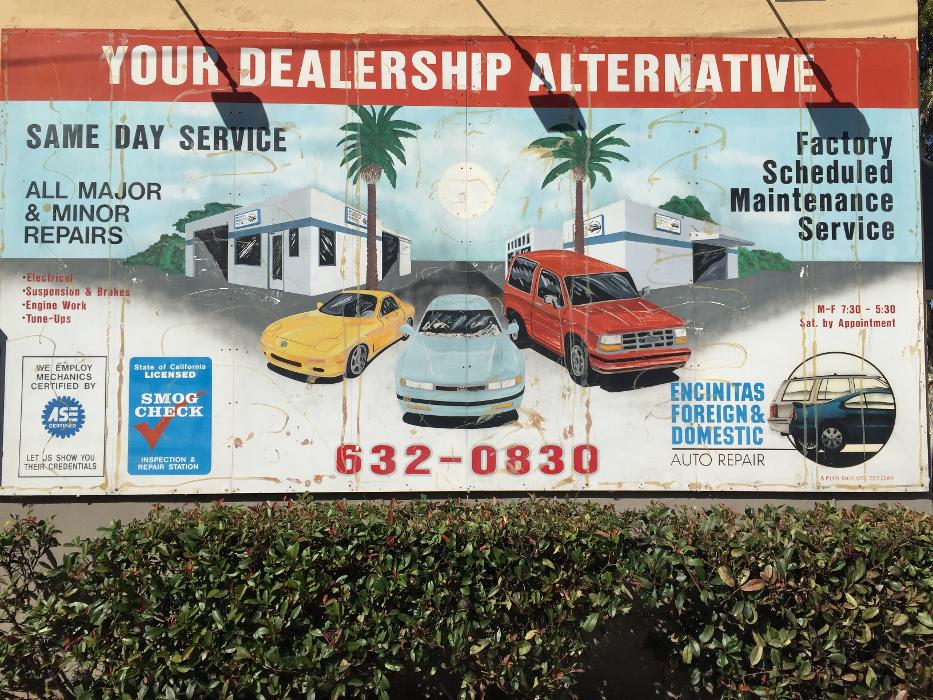 YOUR DEALERSHIP ALTERNATIVE
SAME DAY SERVICE
ALL MAJOR
& MINOR
REPAIRS
•Electrical
•Suspension & Brakes
•Engine Work
•Tune-Ups
Factory
Scheduled
Maintenance
Service
M-F 7:30 - 5:30
Sat. by Appointment
WE EMPLOY
MECHANICS
CERTIFIED BY
ASE
CERTIFIED
LET US SHOW YOU
THEIR CREDENTIALS
State of California
LICENSED
SMOG
CHECK
INSPECTION &
REPAIR STATION
632-0830
ENCINITAS
FOREIGN &
DOMESTIC
AUTO REPAIR